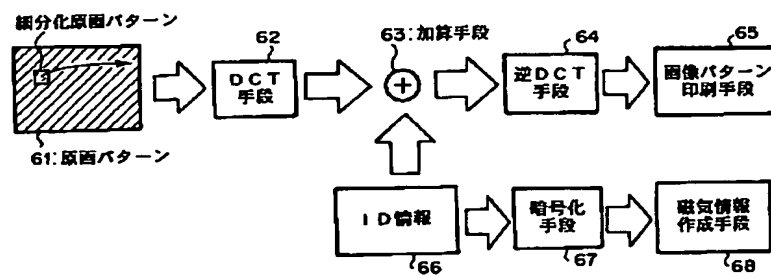 細分化原画パターン
61:原画パターン
62
DCT
手段
63:加算手段
+
64
逆DCT
手段
65
画像パターン
印刷手段
ID情報
66
暗号化
手段
67
磁気情報
作成手段
68